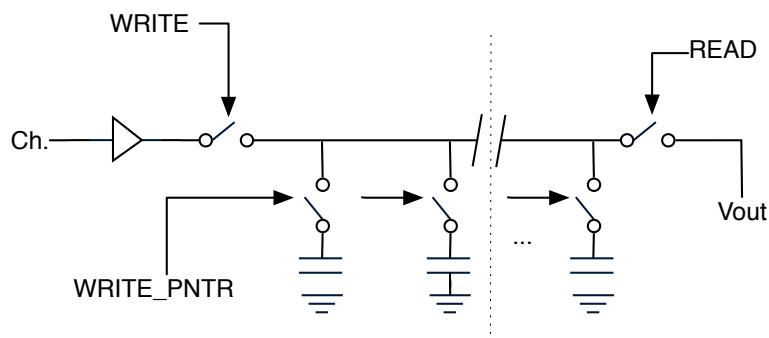 WRITE
READ
Ch.
Vout
...
WRITE_PNTR